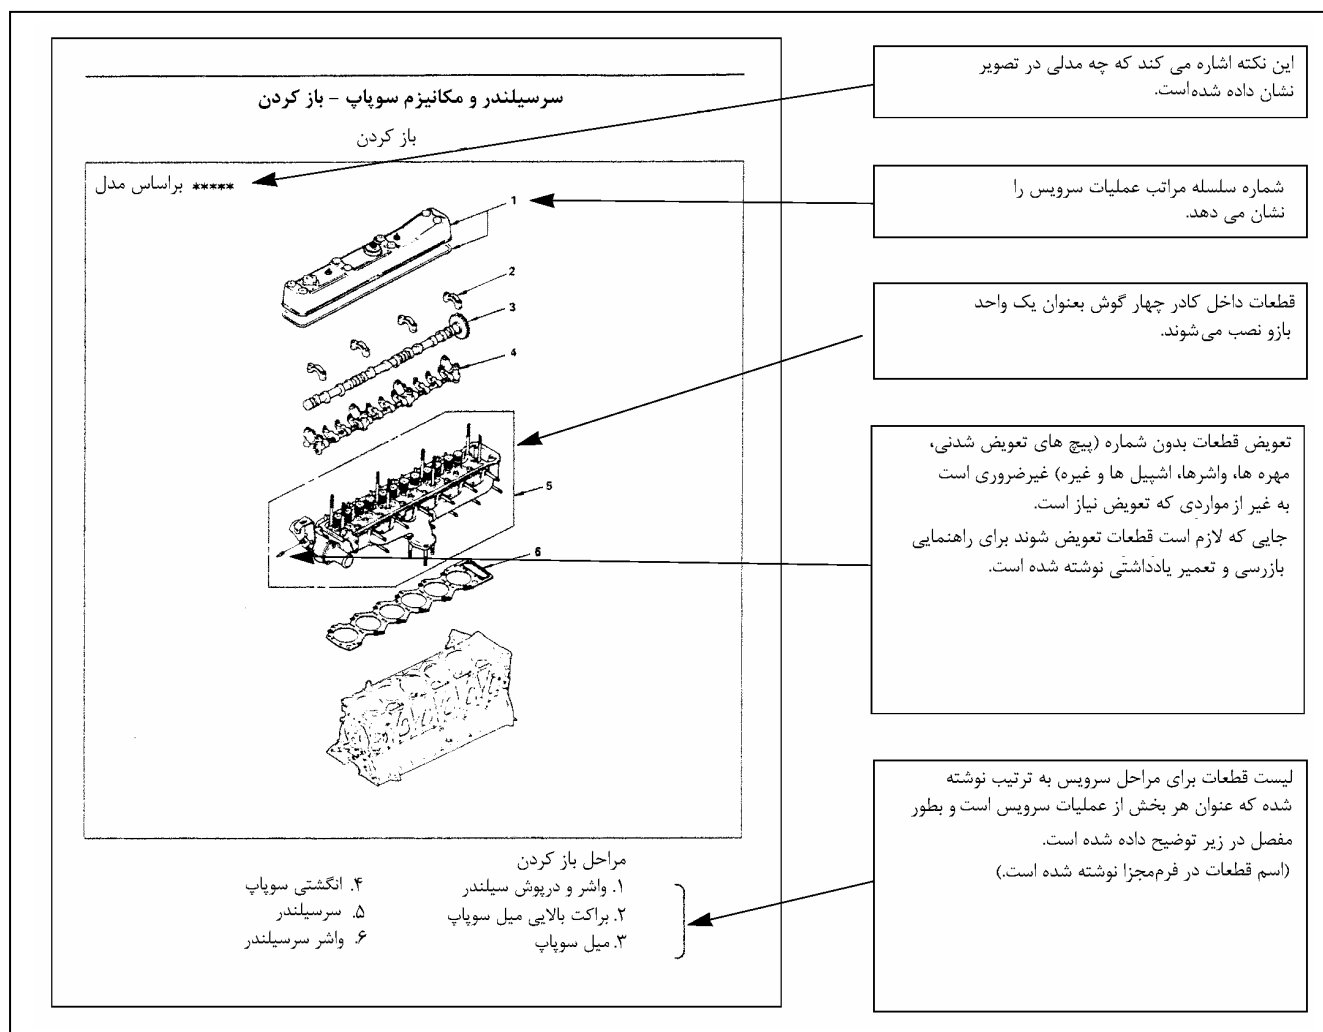 سرسیلندر و مکانیزم سوپاپ – باز کردن
باز کردن
براساس مدل *****
1
2
3
4
5
6
مراحل باز کردن
۱. واشر و درپوش سیلندر
۲. براکت بالایی میل سوپاپ
۳. میل سوپاپ
۴. انگشتی سوپاپ
۵. سرسیلندر
۶. واشر سرسیلندر
این نکته اشاره می کند که چه مدلی در تصویر
نشان داده شده است.
شماره سلسله مراتب عملیات سرویس را
نشان می دهد.
قطعات داخل کادر چهار گوش بعنوان یک واحد
بازو نصب می شوند.
تعویض قطعات بدون شماره (پیچ های تعویض شدنی،
مهره ها، واشرها، اشپیل ها و غیره) غیرضروری است
به غیر از مواردی که تعویض نیاز است.
جایی که لازم است قطعات تعویض شوند برای راهنمایی
بازرسی و تعمیر یادداشتی نوشته شده است.
لیست قطعات برای مراحل سرویس به ترتیب نوشته
شده که عنوان هر بخش از عملیات سرویس است و بطور
مفصل در زیر توضیح داده شده است.
(اسم قطعات در فرم مجزا نوشته شده است.)